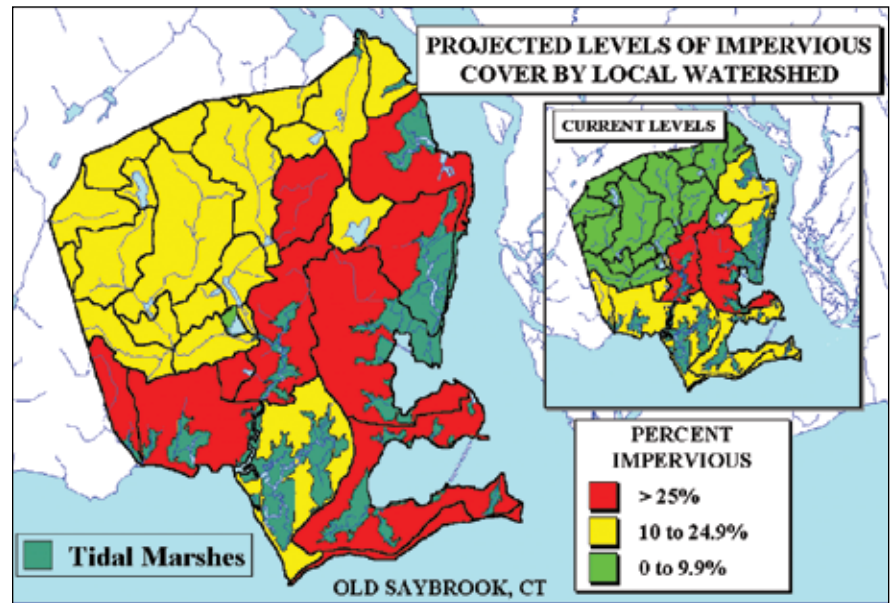 PROJECTED LEVELS OF IMPERVIOUS
COVER BY LOCAL WATERSHED
CURRENT LEVELS
PERCENT
IMPERVIOUS
> 25%
10 to 24.9%
0 to 9.9%
Tidal Marshes
OLD SAYBROOK, CT